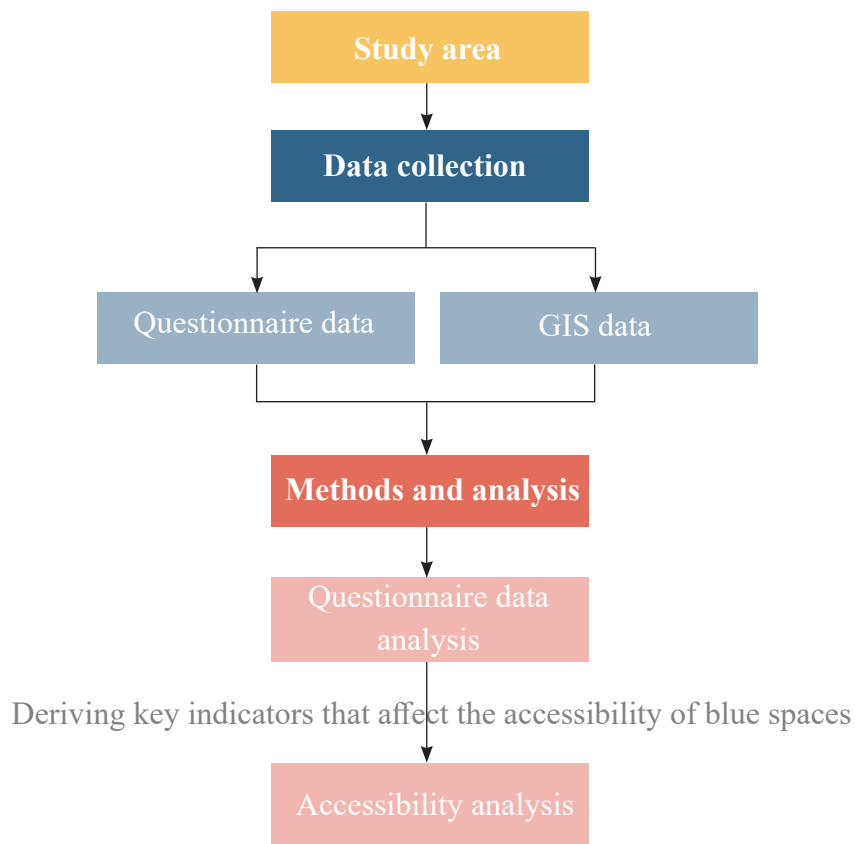 Study area
Data collection
Questionnaire data
GIS data
Methods and analysis
Questionnaire data
analysis
Deriving key indicators that affect the accessibility of blue spaces
Accessibility analysis